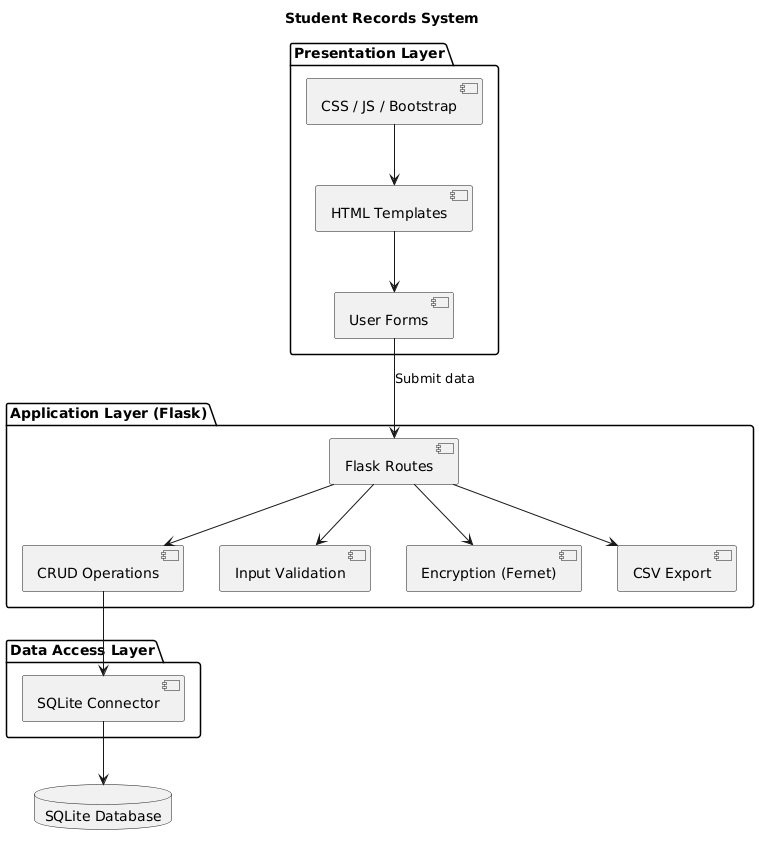 Student Records System
Presentation Layer
CSS / JS / Bootstrap
HTML Templates
User Forms
Submit data
Application Layer (Flask)
Flask Routes
CRUD Operations
Input Validation
Encryption (Fernet)
CSV Export
Data Access Layer
SQLite Connector
SQLite Database